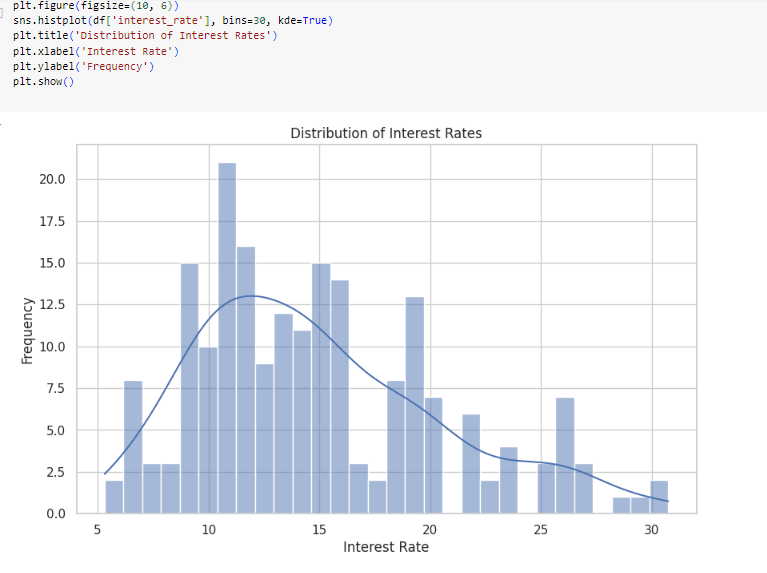 plt.figure(figsize=(10, 6))
sns.histplot(df['interest_rate'], bins=30, kde=True)
plt.title('Distribution of Interest Rates')
plt.xlabel('Interest Rate')
plt.ylabel('Frequency')
plt.show()
Distribution of Interest Rates
20.0
17.5
15.0
12.5
10.0
7.5
5.0
2.5
0.0
Frequency
5 10 15 20 25 30
Interest Rate